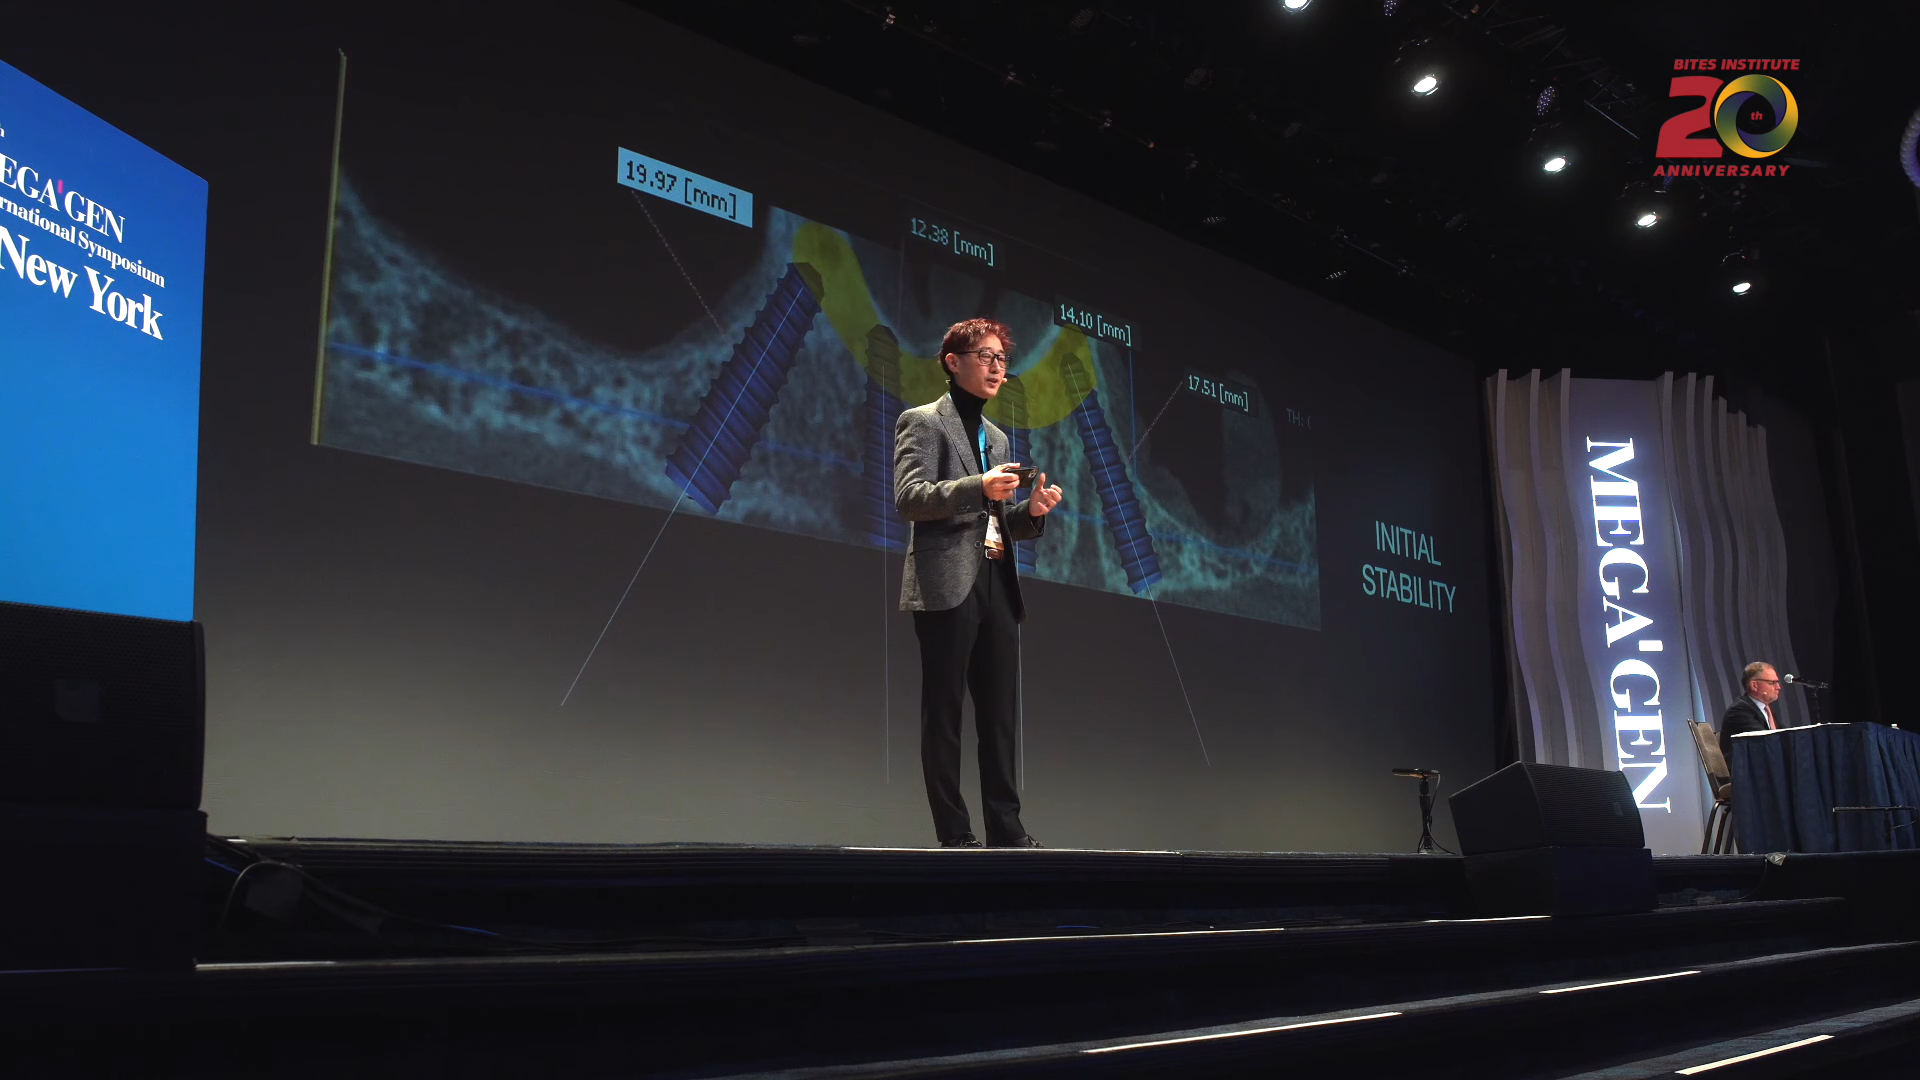 EGA'GEN
rnational Symposium
New York
19.97 [mm]
12.38 [mm]
14.10 [mm]
17.51 [mm]
TH: (
INITIAL
STABILITY
MEGA'GEN
BITES INSTITUTE
20th
ANNIVERSARY